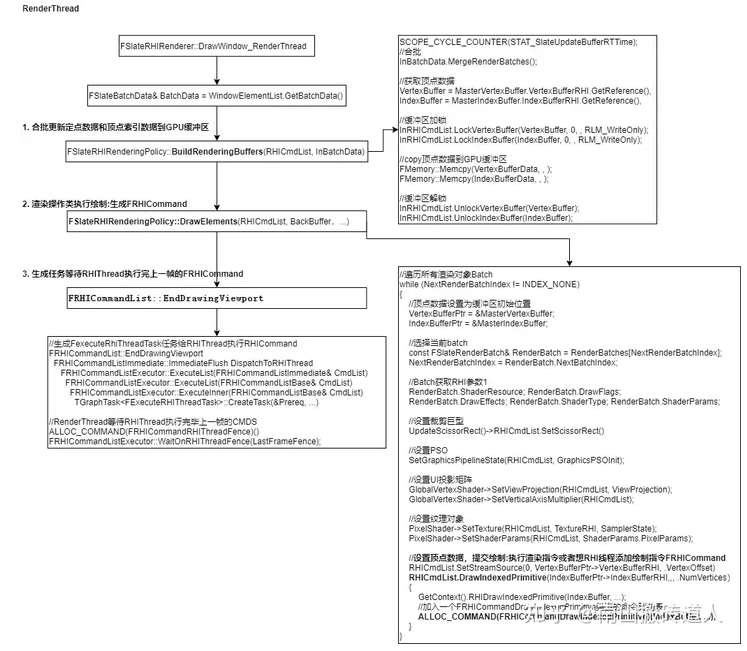 RenderThread
FSlateRHIRenderer::DrawWindow_RenderThread
FSlateBatchData& BatchData = WindowElementList.GetBatchData()
1. 合批更新定点数据和顶点索引数据到GPU缓冲区
FSlateRHIRenderingPolicy::BuildRenderingBuffers(RHICmdList, InBatchData)
2. 渲染操作类执行绘制:生成FRHICommand
FSlateRHIRenderingPolicy::DrawElements(RHICmdList, BackBuffer, ...)
3. 生成任务等待RHIThread执行完上一帧的FRHICommand
FRHICommandList::EndDrawingViewport
//生成FexecuteRhiThreadTask任务给RHIThread执行RHICommand
FRHICommandList::EndDrawingViewport
FRHICommandListImmediate::ImmediateFlush DispatchToRHIThread
FRHICommandListExecutor::ExecuteList(FRHICommandListImmediate& CmdList)
FRHICommandListExecutor::ExecuteList(FRHICommandListBase& CmdList)
FRHICommandListExecutor::ExecuteInner(FRHICommandListBase& CmdList)
TGraphTask<FExecuteRHIThreadTask>::CreateTask(&Prereq, ...)
//RenderThread等待RHIThread执行完毕上一帧的CMDS
ALLOC_COMMAND(FRHICommandRHIThreadFence)()
FRHICommandListExecutor::WaitOnRHIThreadFence(LastFrameFence);
SCOPE_CYCLE_COUNTER(STAT_SlateUpdateBufferRTTime);
//合批
InBatchData.MergeRenderBatches();
//获取顶点数据
VertexBuffer = MasterVertexBuffer.VertexBufferRHI.GetReference(),
IndexBuffer = MasterIndexBuffer.IndexBufferRHI.GetReference(),
//缓冲区加锁
InRHICmdList.LockVertexBuffer(VertexBuffer, 0, , RLM_WriteOnly);
InRHICmdList.LockIndexBuffer(IndexBuffer, 0, , RLM_WriteOnly);
//copy顶点数据到GPU缓冲区
FMemory::Memcpy(VertexBufferData, , );
FMemory::Memcpy(IndexBufferData, , );
//缓冲区解锁
InRHICmdList.UnlockVertexBuffer(VertexBuffer);
InRHICmdList.UnlockIndexBuffer(IndexBuffer);
//遍历所有渲染对象Batch
while (NextRenderBatchIndex != INDEX_NONE)
{
//顶点数据设置为缓冲区初始位置
VertexBufferPtr = &MasterVertexBuffer;
IndexBufferPtr = &MasterIndexBuffer;
//选择当前batch
const FSlateRenderBatch& RenderBatch = RenderBatches[NextRenderBatchIndex];
NextRenderBatchIndex = RenderBatch.NextBatchIndex;
//Batch获取RHI参数1
RenderBatch.ShaderResource; RenderBatch.DrawFlags;
RenderBatch.DrawEffects; RenderBatch.ShaderType; RenderBatch.ShaderParams;
//设置裁剪巨型
UpdateScissorRect()->RHICmdList.SetScissorRect()
//设置PSO
SetGraphicsPipelineState(RHICmdList, GraphicsPSOInit);
//设置UI投影矩阵
GlobalVertexShader->SetViewProjection(RHICmdList, ViewProjection);
GlobalVertexShader->SetVerticalAxisMultiplier(RHICmdList);
//设置纹理对象
PixelShader->SetTexture(RHICmdList, TextureRHI, SamplerState);
PixelShader->SetShaderParams(RHICmdList, ShaderParams.PixelParams);
//设置顶点数据，提交绘制:执行渲染指令或者想RHI线程添加绘制指令FRHICommand
RHICmdList.SetStreamSource(0, VertexBufferPtr->VertexBufferRHI, .VertexOffset)
RHICmdList.DrawIndexedPrimitive(IndexBufferPtr->IndexBufferRHI,,, .NumVertices)
{
GetContext().RHIDrawIndexedPrimitive(IndexBuffer, ...);
//加入一个
ALLOC_COMMAND(
}
}
知乎